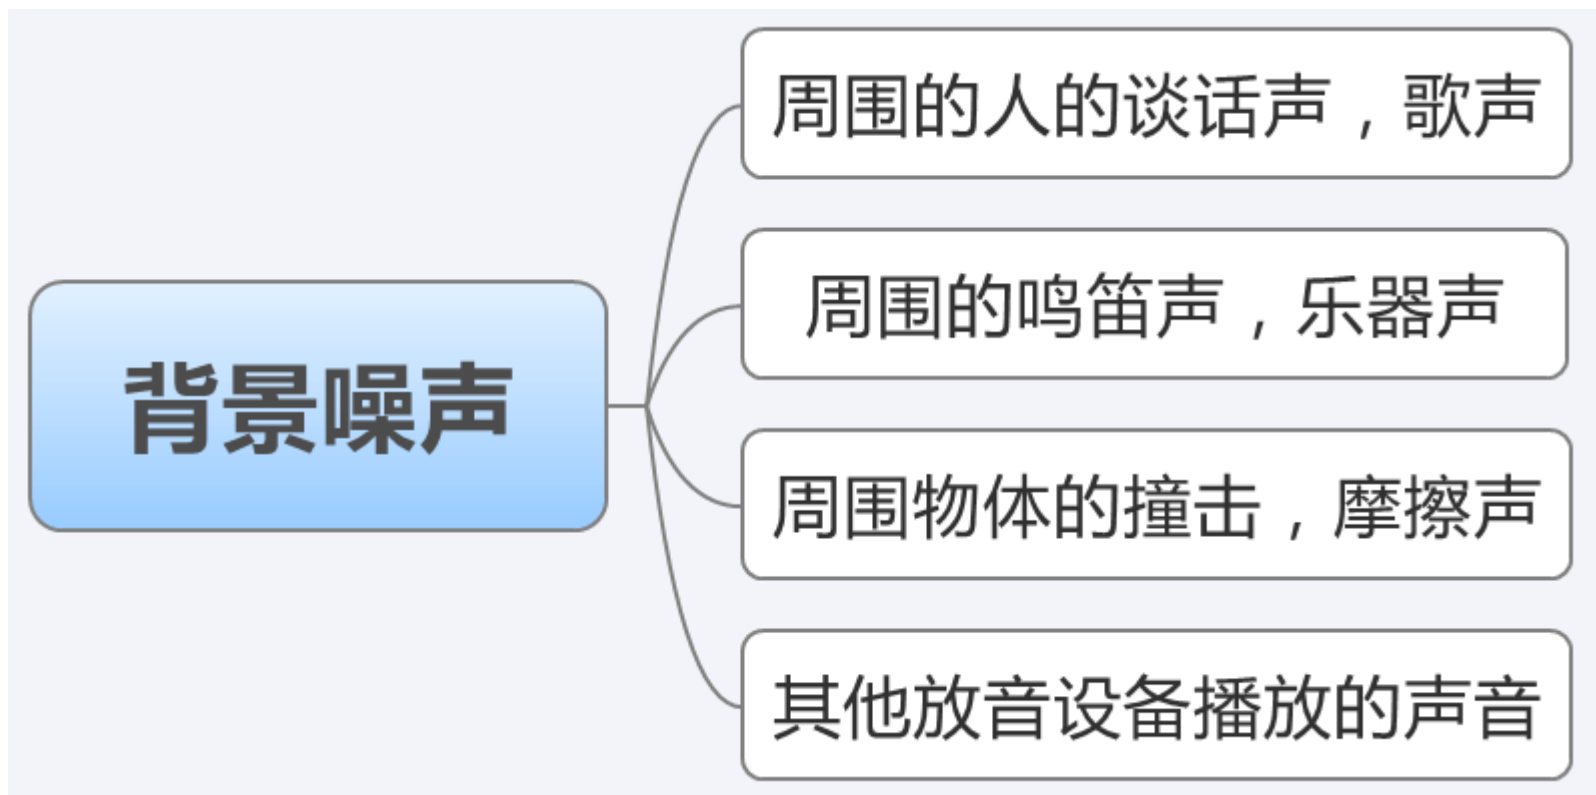 周围的人的谈话声，歌声
周围的鸣笛声，乐器声
背景噪声
周围物体的撞击，摩擦声
其他放音设备播放的声音